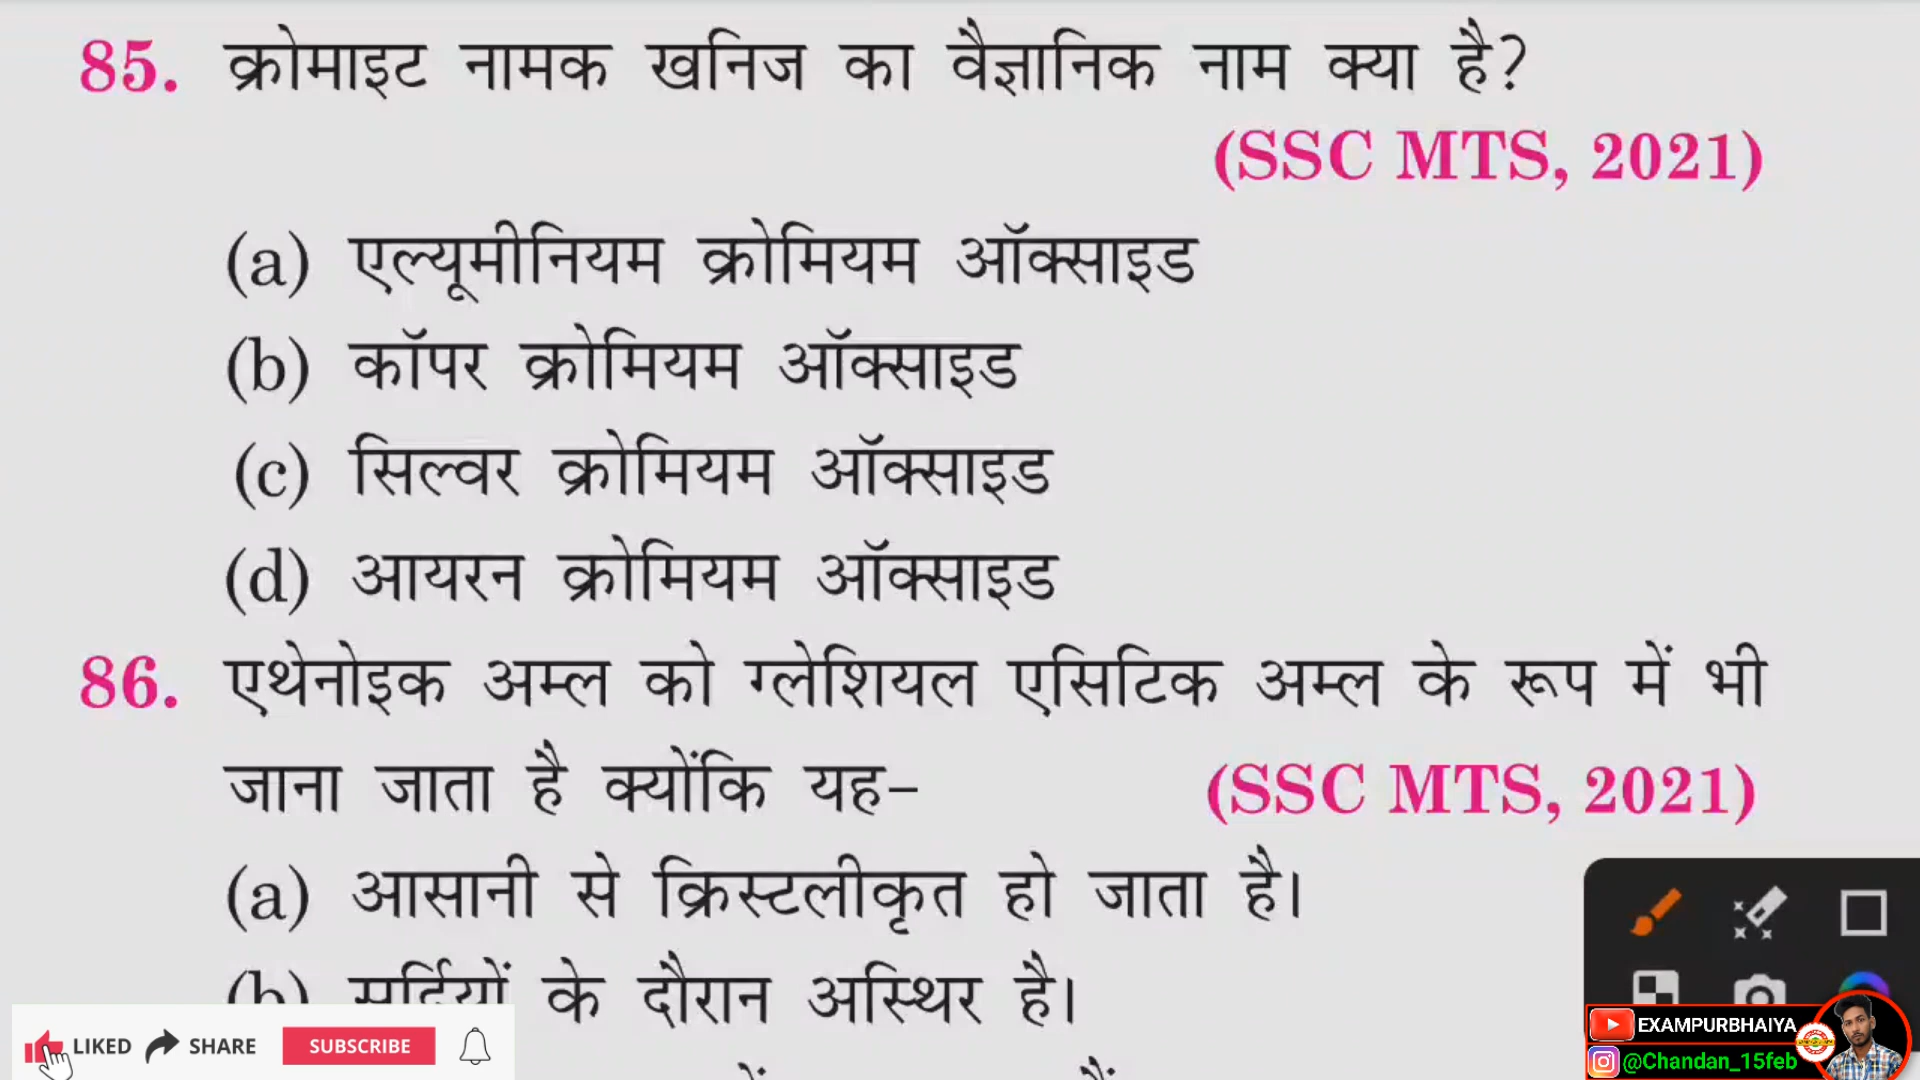 85. क्रोमाइट नामक खनिज का वैज्ञानिक नाम क्या है?
(SSC MTS, 2021)
(a) एल्यूमीनियम क्रोमियम ऑक्साइड
(b) कॉपर क्रोमियम ऑक्साइड
(c) सिल्वर क्रोमियम ऑक्साइड
(d) आयरन क्रोमियम ऑक्साइड
86. एथेनोइक अम्ल को ग्लेशियल एसिटिक अम्ल के रूप में भी
जाना जाता है क्योंकि यह– (SSC MTS, 2021)
(a) आसानी से क्रिस्टलीकृत हो जाता है।
(b) सर्दियों के दौरान अस्थिर है।
LIKED SHARE SUBSCRIBE
EXAMPURBHAIYA
@Chandan_15feb